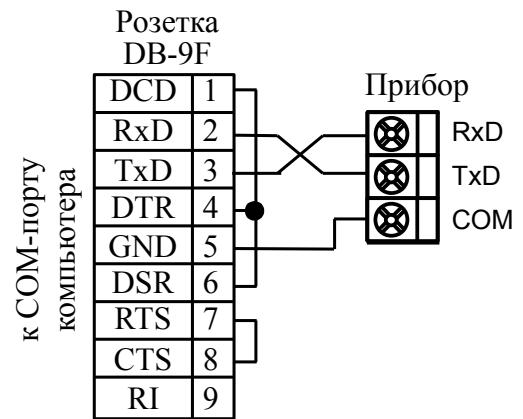 Розетка
DB-9F
к COM-порту
компьютера
DCD 1
RxD 2
TxD 3
DTR 4
GND 5
DSR 6
RTS 7
CTS 8
RI 9
Прибор
RxD
TxD
COM